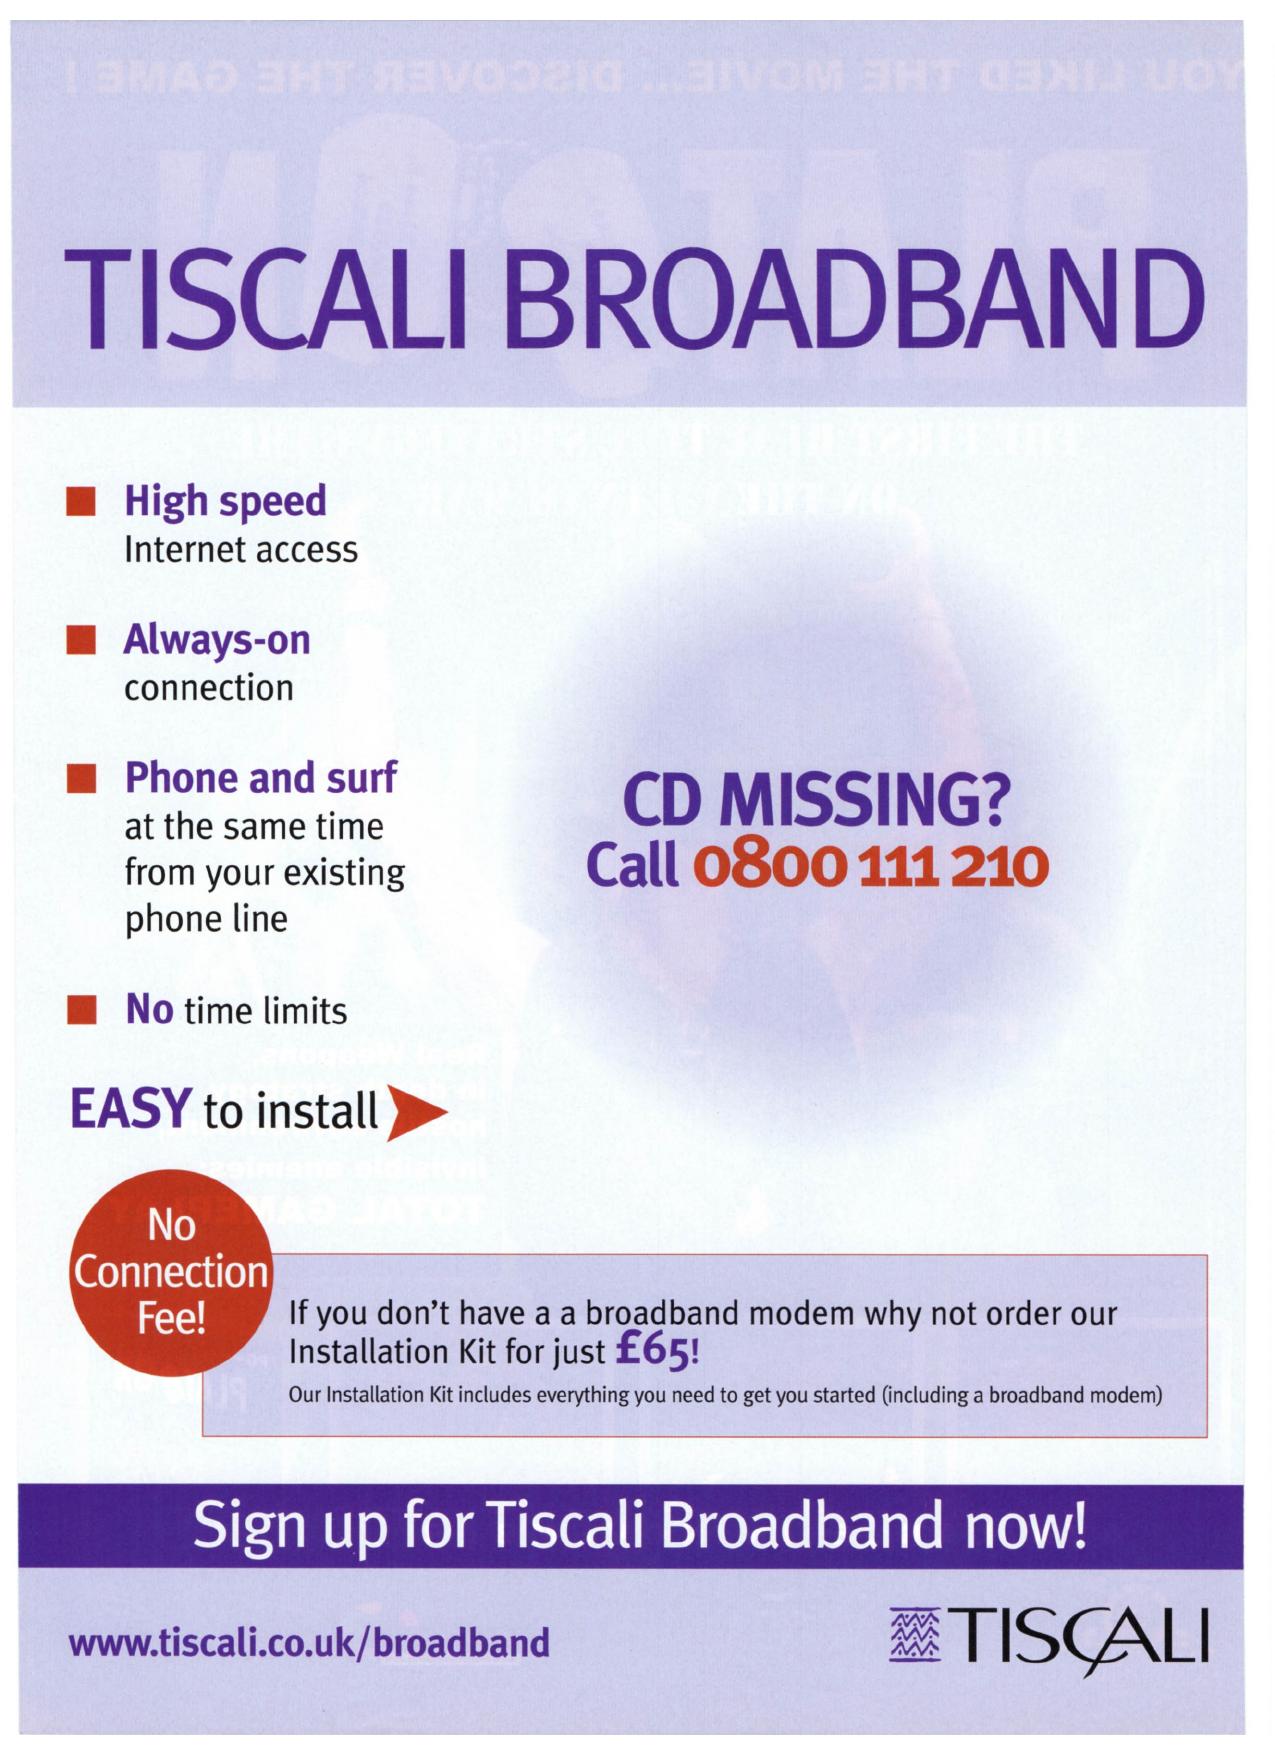 TISCALI BROADBAND
High speed
Internet access
Always-on
connection
Phone and surf
at the same time
from your existing
phone line
No time limits
EASY to install
CD MISSING?
Call 0800 111 210
No
Connection
Fee!
If you don't have a a broadband modem why not order our
Installation Kit for just £65!
Our Installation Kit includes everything you need to get you started (including a broadband modem)
Sign up for Tiscali Broadband now!
www.tiscali.co.uk/broadband
TISCALI